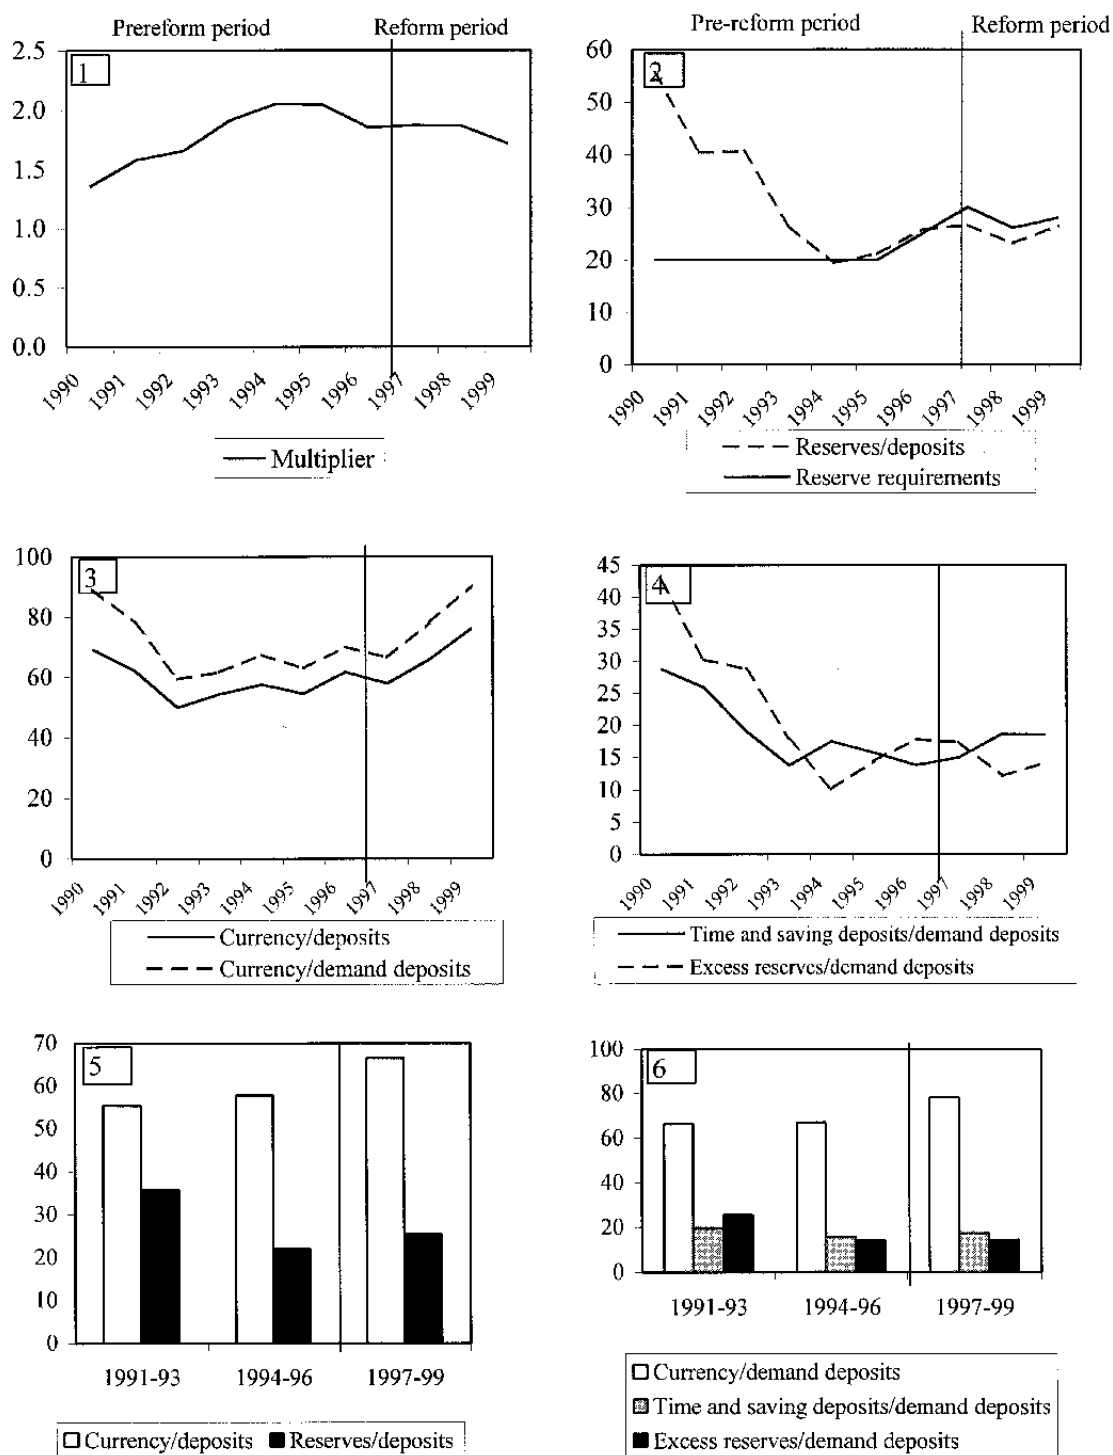 Prereform period Reform period
2.5
1
2.0
1.5
1.0
0.5
0.0
1990 1991 1992 1993 1994 1995 1996 1997 1998 1999
Multiplier
Pre-reform period Reform period
60
2
50
40
30
20
10
0
1990 1991 1992 1993 1994 1995 1996 1997 1998 1999
Reserves/deposits
Reserve requirements
100
3
80
60
40
20
0
1990 1991 1992 1993 1994 1995 1996 1997 1998 1999
Currency/deposits
Currency/demand deposits
45
4
40
35
30
25
20
15
10
5
0
1990 1991 1992 1993 1994 1995 1996 1997 1998 1999
Time and saving deposits/demand deposits
Excess reserves/demand deposits
70
5
60
50
40
30
20
10
0
1991-93 1994-96 1997-99
Currency/deposits Reserves/deposits
100
6
80
60
40
20
0
1991-93 1994-96 1997-99
Currency/demand deposits
Time and saving deposits/demand deposits
Excess reserves/demand deposits